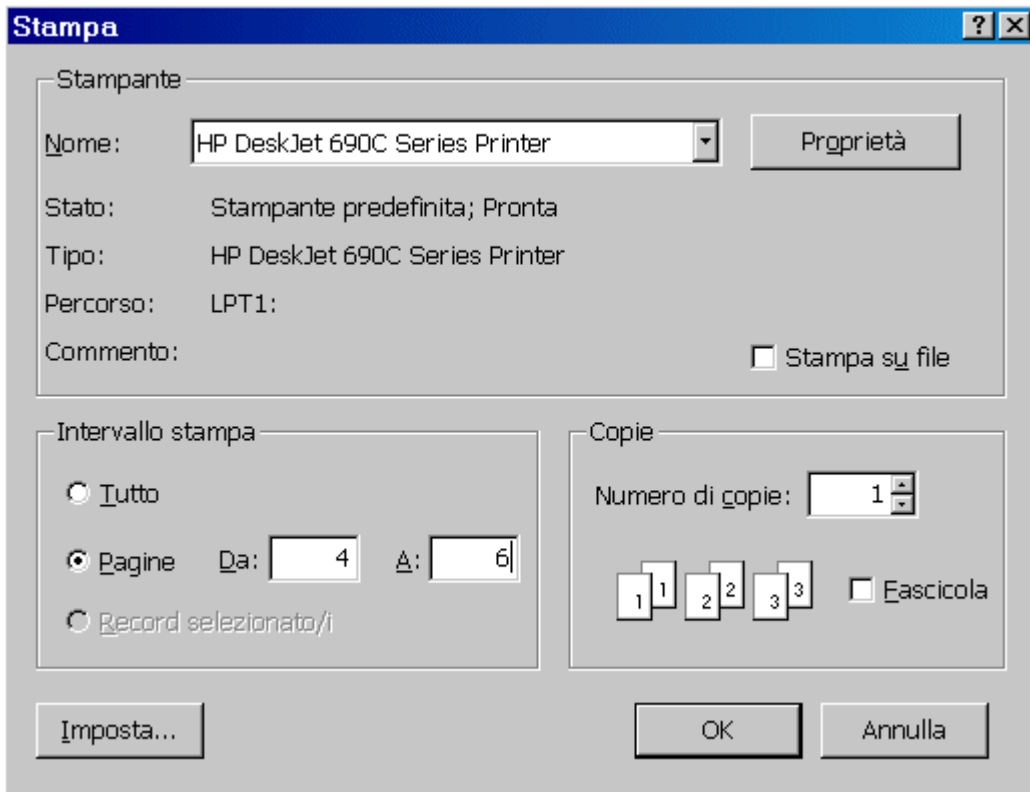 Stampa
Stampante
Nome: HP DeskJet 690C Series Printer Proprietà
Stato: Stampante predefinita; Pronta
Tipo: HP DeskJet 690C Series Printer
Percorso: LPT1:
Commento:
Stampa su file
Intervallo stampa
Tutto
Pagine Da: 4 A: 6
Record selezionato/i
Copie
Numero di copie: 1
1 1 2 2 3 3 Fascicola
Imposta... OK Annulla